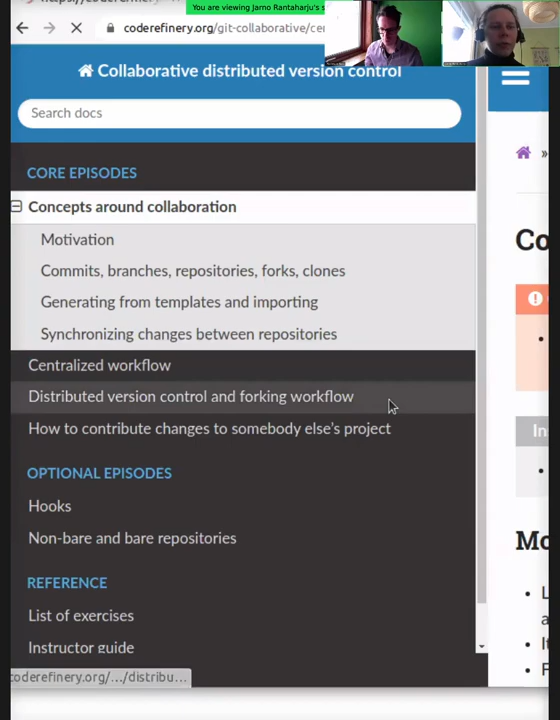 You are viewing Jarno Rantaharju's s
coderefinery.org/git-collaborative/cen
Collaborative distributed version control
Search docs
CORE EPISODES
Concepts around collaboration
Motivation
Commits, branches, repositories, forks, clones
Generating from templates and importing
Synchronizing changes between repositories
Centralized workflow
Distributed version control and forking workflow
How to contribute changes to somebody else's project
OPTIONAL EPISODES
Hooks
Non-bare and bare repositories
REFERENCE
List of exercises
Instructor guide
coderefinery.org/.../distribu...
»
Co
In
Mo
L
a
I
F